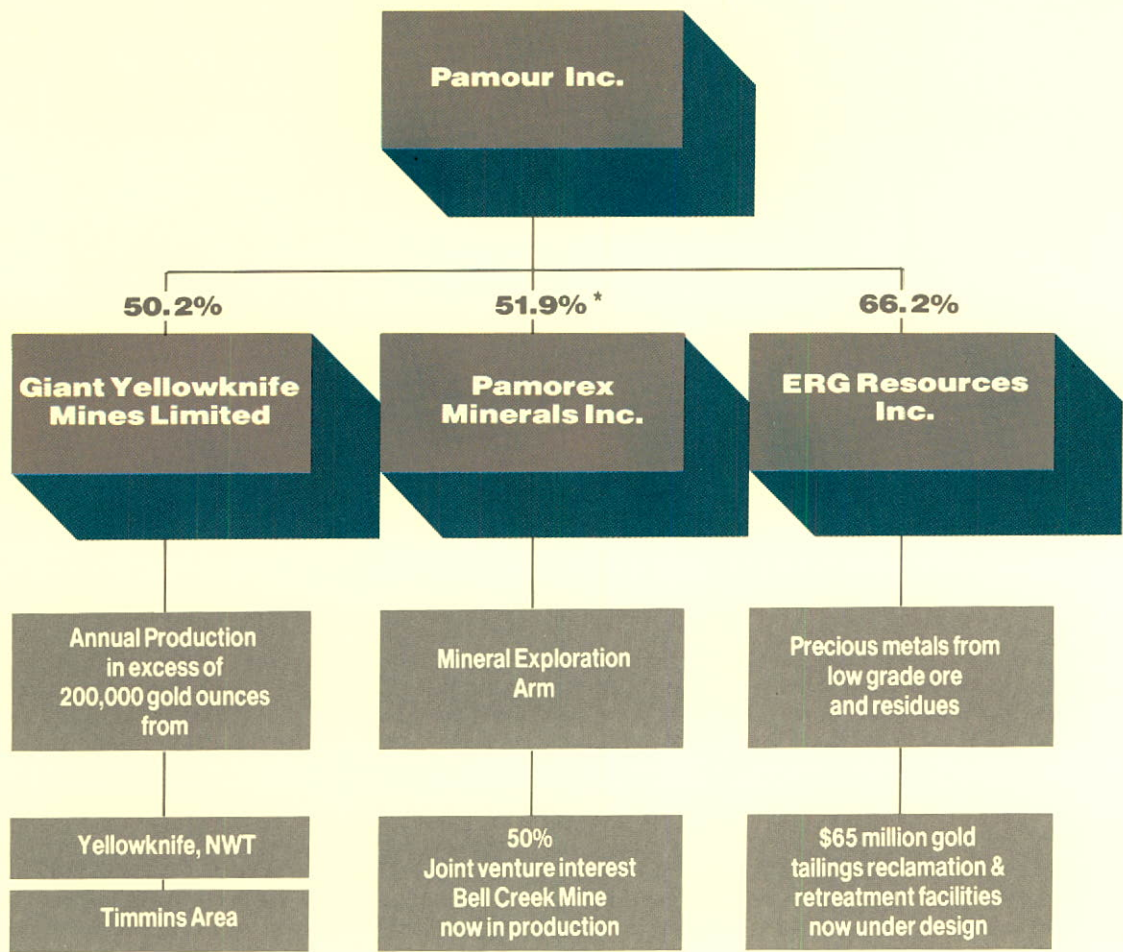 Pamour Inc.
50.2%
51.9% *
66.2%
Giant Yellowknife
Mines Limited
Pamorex
Minerals Inc.
ERG Resources
Inc.
Annual Production
in excess of
200,000 gold ounces
from
Mineral Exploration
Arm
Precious metals from
low grade ore
and residues
Yellowknife, NWT
Timmins Area
50%
Joint venture interest
Bell Creek Mine
now in production
$65 million gold
tailings reclamation &
retreatment facilities
now under design